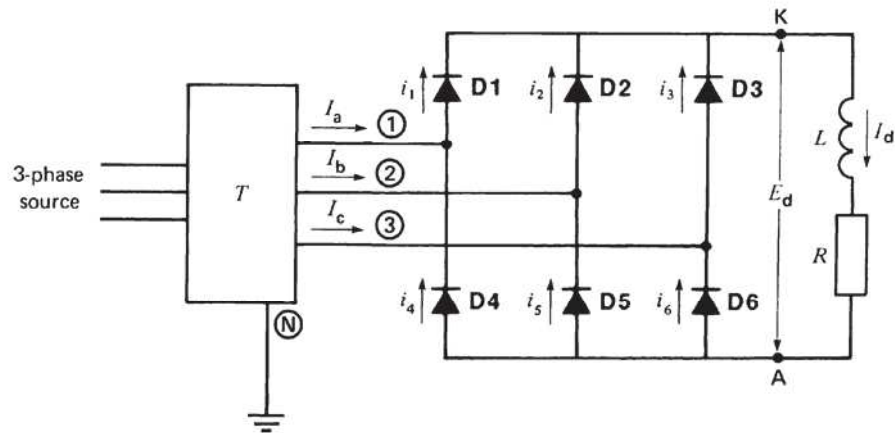 K
i1 D1
i2 D2
i3 D3
Ia 1
Ib 2
Ic 3
3-phase
source
T
L
Id
Ed
R
i4 D4
i5 D5
i6 D6
N
A